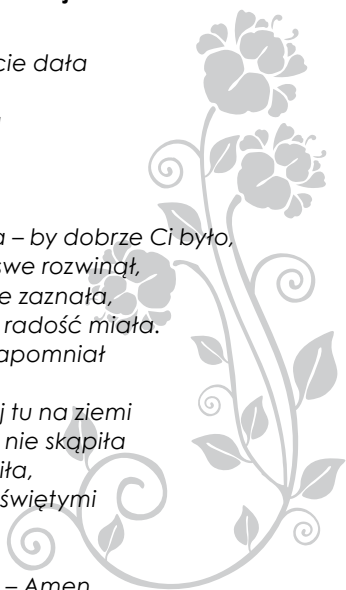 cie dała
a – by dobrze Ci było,
swe rozwinął,
e zaznała,
radość miała.
apomniał
j tu na ziemi
nie skąpiła
iła,
świętymi
– Amen